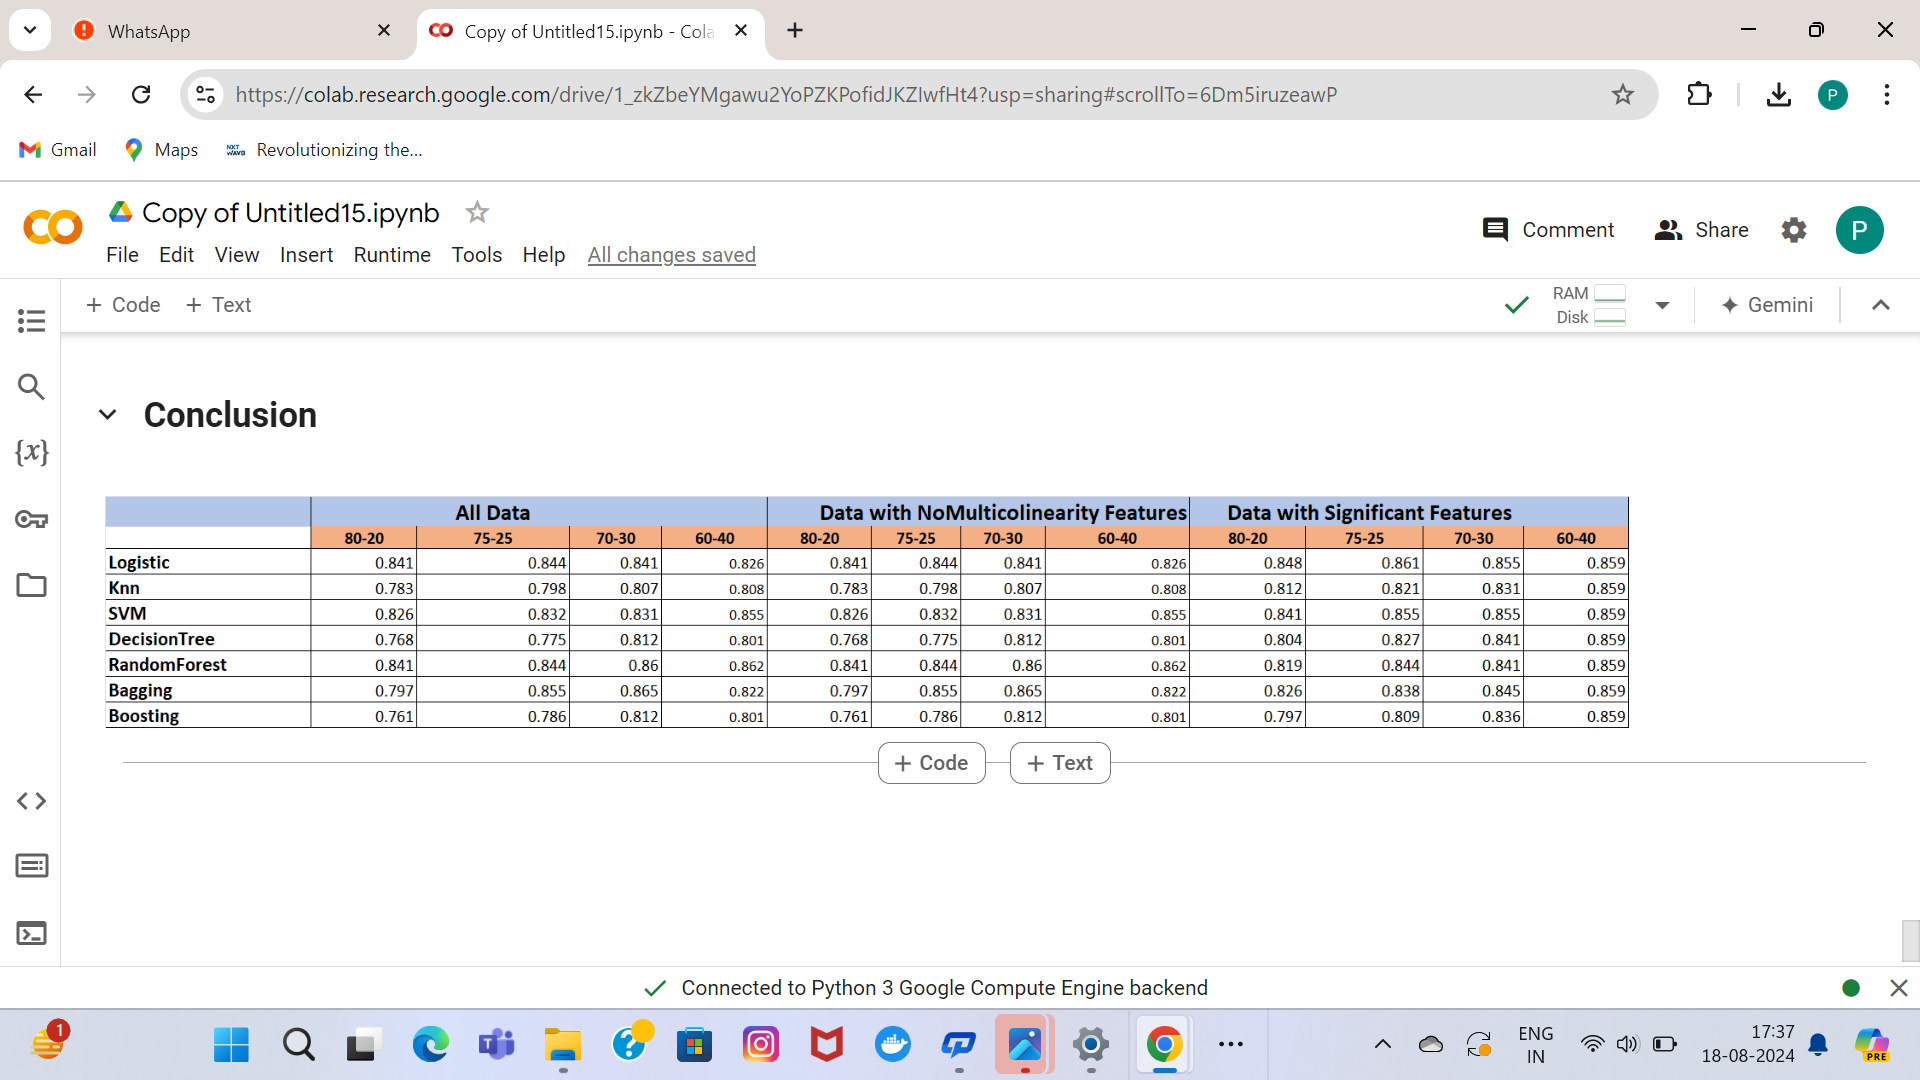 WhatsApp
Copy of Untitled15.ipynb - Cola
https://colab.research.google.com/drive/1_zkZbeYMgawu2YoPZKPofidJKZIwfHt4?usp=sharing#scrollTo=6Dm5iruzeawP
P
Gmail Maps NXT WAVE Revolutionizing the...
Copy of Untitled15.ipynb
File Edit View Insert Runtime Tools Help All changes saved
Comment Share P
+ Code + Text
RAM
Disk
Gemini
{x}
Conclusion
All Data Data with NoMulticolinearity Features Data with Significant Features
80-20 75-25 70-30 60-40 80-20 75-25 70-30 60-40 80-20 75-25 70-30 60-40
Logistic 0.841 0.844 0.841 0.826 0.841 0.844 0.841 0.826 0.848 0.861 0.855 0.859
Knn 0.783 0.798 0.807 0.808 0.783 0.798 0.807 0.808 0.812 0.821 0.831 0.859
SVM 0.826 0.832 0.831 0.855 0.826 0.832 0.831 0.855 0.841 0.855 0.855 0.859
DecisionTree 0.768 0.775 0.812 0.801 0.768 0.775 0.812 0.801 0.804 0.827 0.841 0.859
RandomForest 0.841 0.844 0.86 0.862 0.841 0.844 0.86 0.862 0.819 0.844 0.841 0.859
Bagging 0.797 0.855 0.865 0.822 0.797 0.855 0.865 0.822 0.826 0.838 0.845 0.859
Boosting 0.761 0.786 0.812 0.801 0.761 0.786 0.812 0.801 0.797 0.809 0.836 0.859
+ Code + Text
Connected to Python 3 Google Compute Engine backend
1
ENG
IN
17:37
18-08-2024
PRE